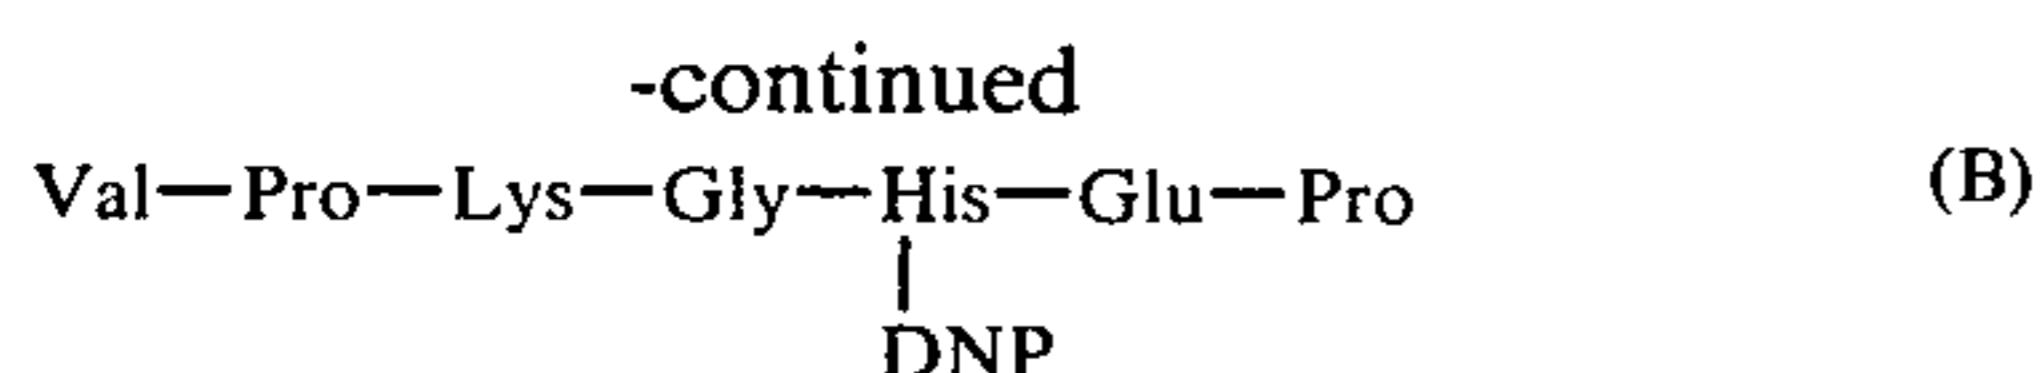 -continued
Val—Pro—Lys—Gly—His—Glu—Pro (B)
DNP